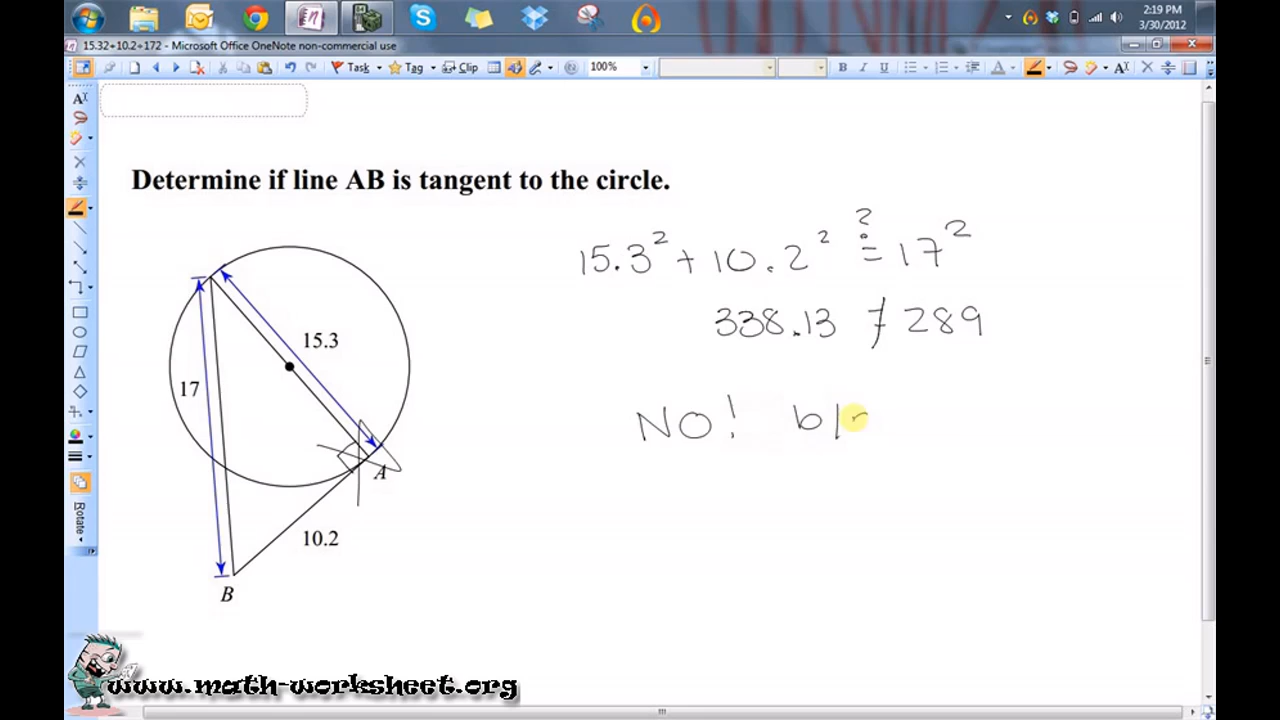 2:19 PM
3/30/2012
15.32+10.2÷172 - Microsoft Office OneNote non-commercial use
Task Tag Clip 100% B I U A
Determine if line AB is tangent to the circle.
15.3² + 10.2² ≟ 17²
338.13 ≠ 289
NO!
15.3
17
A
10.2
B
Rotate
www.math-worksheet.org